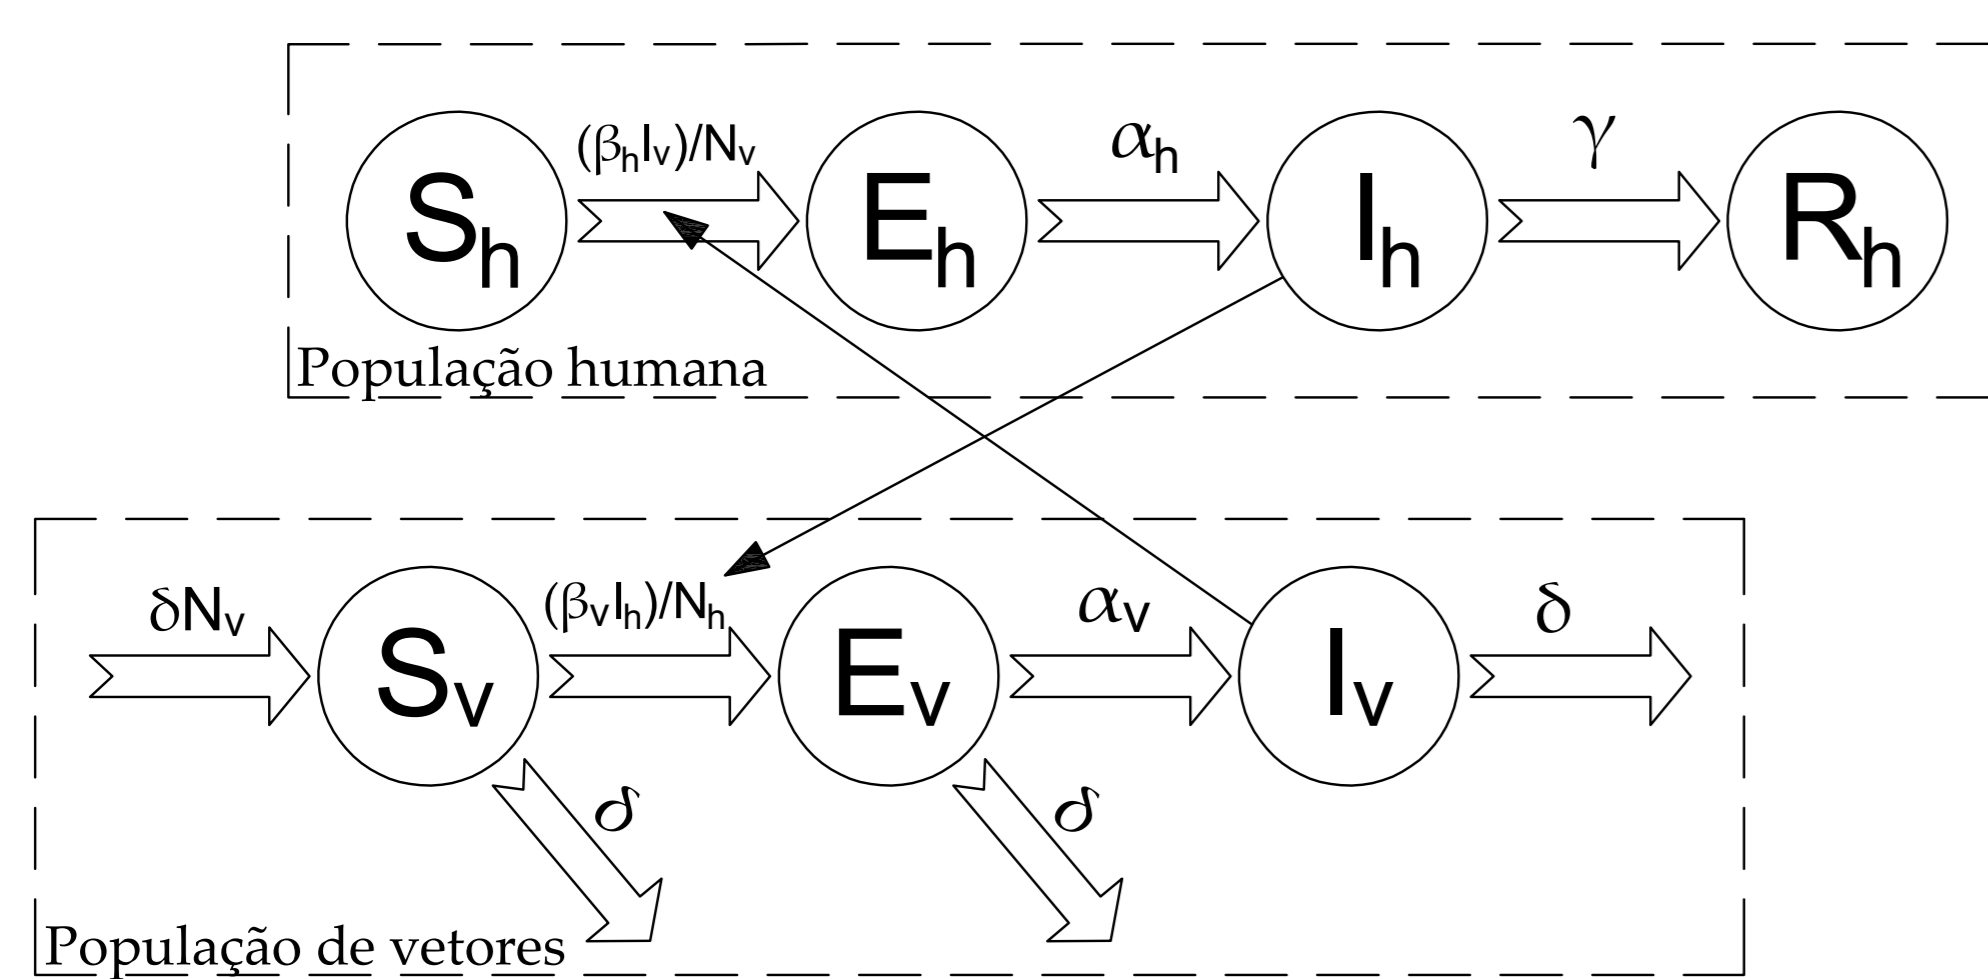 (βhIv)/Nv αh γ
Sh Eh Ih Rh
População humana
δNv (βvIh)/Nh αv δ
Sv Ev Iv
δ δ
População de vetores